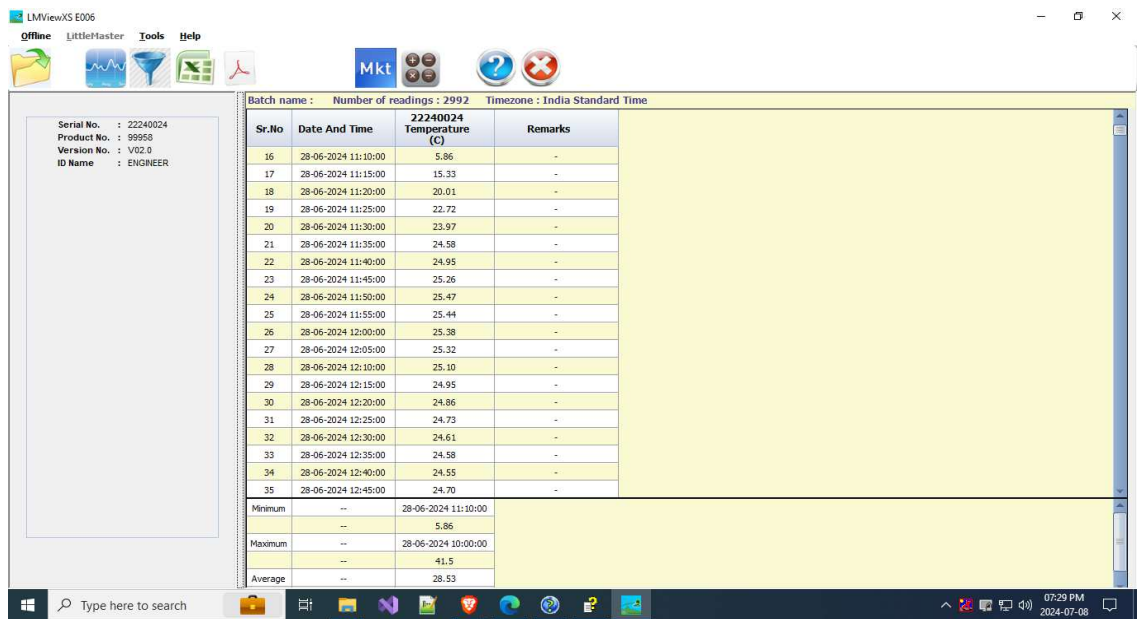 LMViewXS E006
Offline LittleMaster Tools Help
Mkt
Batch name : Number of readings : 2992 Timezone : India Standard Time
Serial No. : 22240024
Product No. : 99958
Version No. : V02.0
ID Name : ENGINEER
Sr.No Date And Time 22240024 Temperature (C) Remarks
16 28-06-2024 11:10:00 5.86 -
17 28-06-2024 11:15:00 15.33 -
18 28-06-2024 11:20:00 20.01 -
19 28-06-2024 11:25:00 22.72 -
20 28-06-2024 11:30:00 23.97 -
21 28-06-2024 11:35:00 24.58 -
22 28-06-2024 11:40:00 24.95 -
23 28-06-2024 11:45:00 25.26 -
24 28-06-2024 11:50:00 25.47 -
25 28-06-2024 11:55:00 25.44 -
26 28-06-2024 12:00:00 25.38 -
27 28-06-2024 12:05:00 25.32 -
28 28-06-2024 12:10:00 25.10 -
29 28-06-2024 12:15:00 24.95 -
30 28-06-2024 12:20:00 24.86 -
31 28-06-2024 12:25:00 24.73 -
32 28-06-2024 12:30:00 24.61 -
33 28-06-2024 12:35:00 24.58 -
34 28-06-2024 12:40:00 24.55 -
35 28-06-2024 12:45:00 24.70 -
Minimum -- 28-06-2024 11:10:00
-- 5.86
Maximum -- 28-06-2024 10:00:00
-- 41.5
Average -- 28.53
Type here to search
07:29 PM
2024-07-08